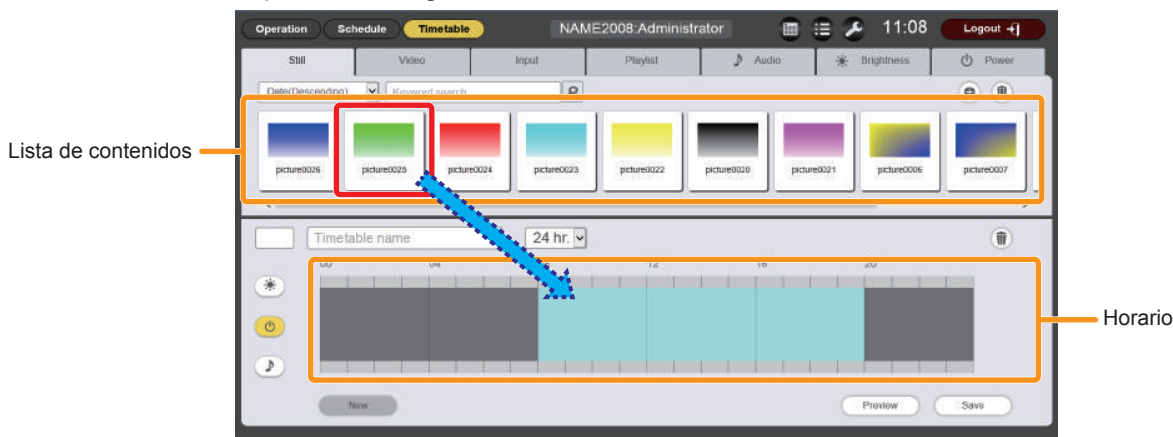 Operation Schedule Timetable NAME2008:Administrator 11:08 Logout
Still Video Input Playlist Audio Brightness Power
Date(Descending) Keyword search
Lista de contenidos
picture0026 picture0025 picture0024 picture0023 picture0022 picture0020 picture0021 picture0006 picture0007
Timetable name 24 hr.
00 04 12 16 20
Horario
New Preview Save